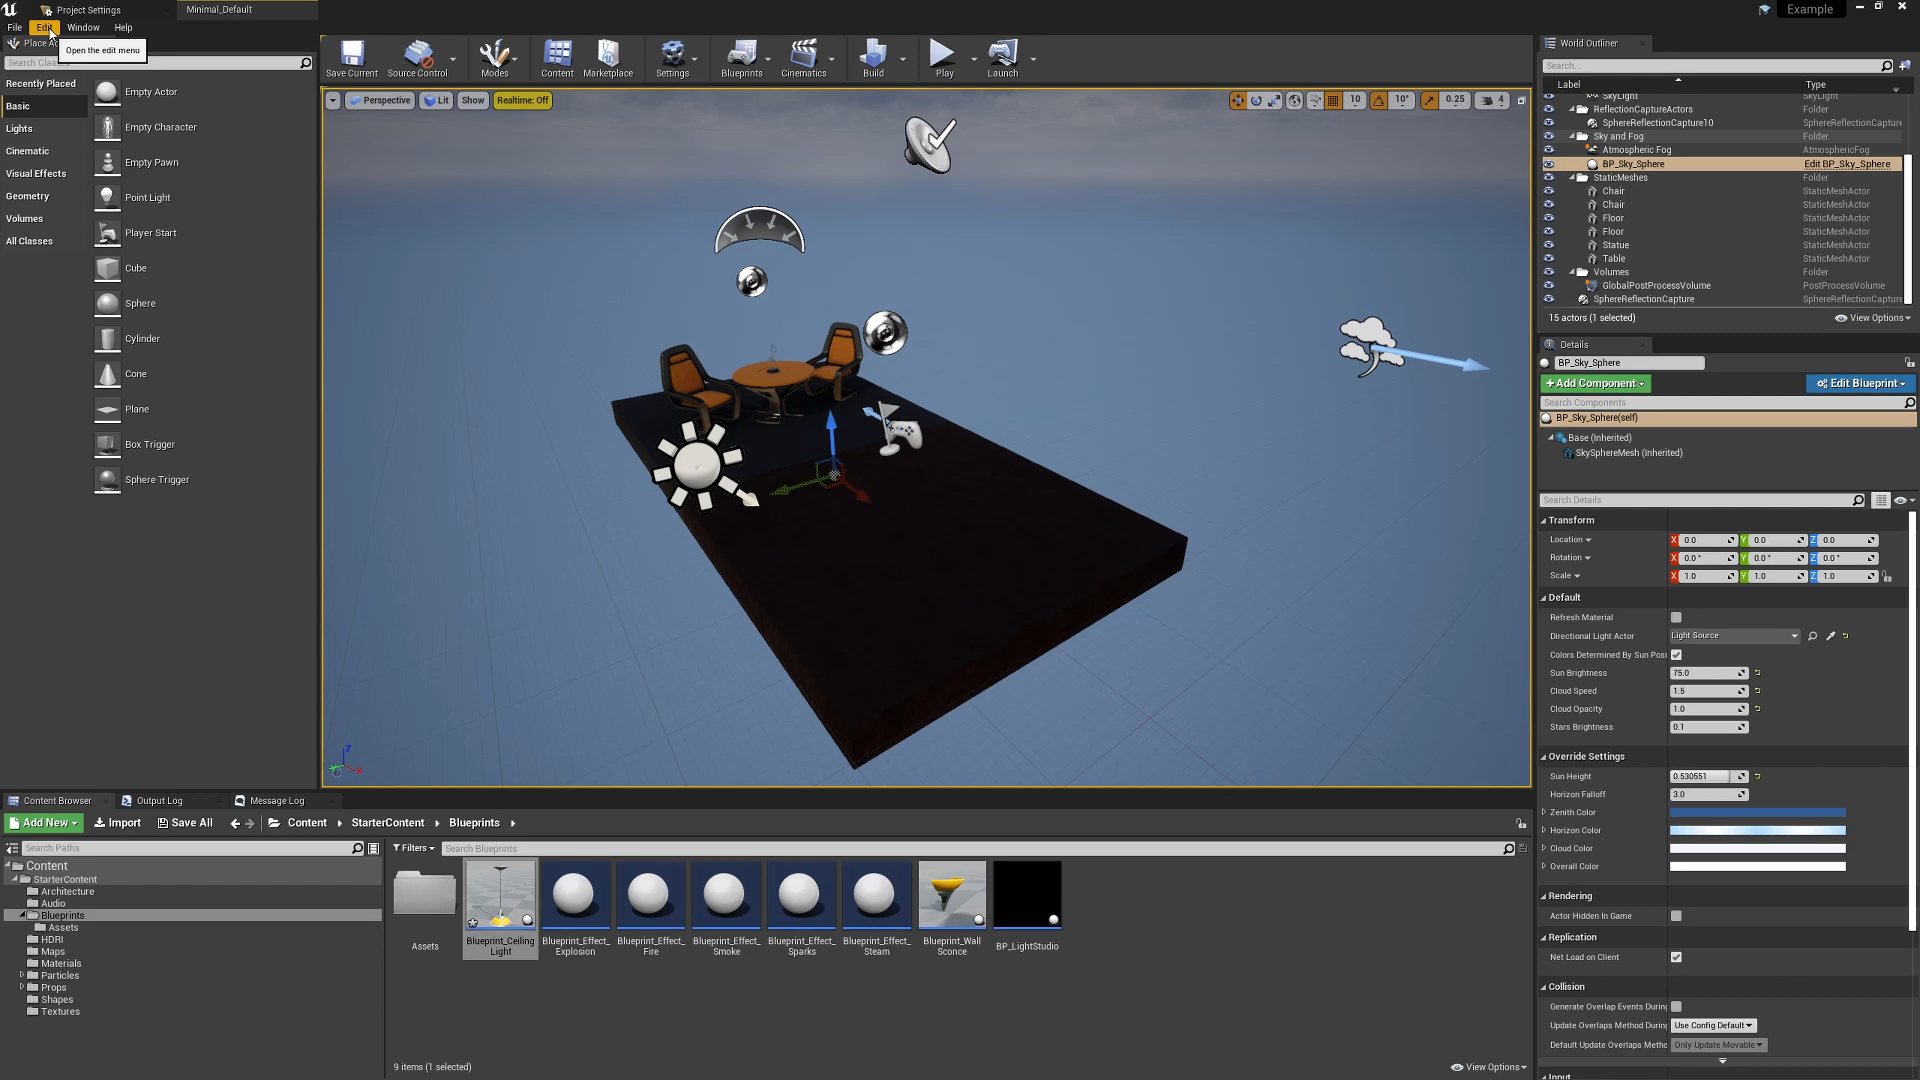 Project Settings
Minimal_Default
Example
File Edit Window Help
Place Ac
Open the edit menu
Search Classes
Recently Placed
Basic
Lights
Cinematic
Visual Effects
Geometry
Volumes
All Classes
Empty Actor
Empty Character
Empty Pawn
Point Light
Player Start
Cube
Sphere
Cylinder
Cone
Plane
Box Trigger
Sphere Trigger
Save Current Source Control Modes Content Marketplace Settings Blueprints Cinematics Build Play Launch
Perspective Lit Show Realtime: Off
10 10° 0.25 4
Z
X
World Outliner
Search...
Label Type
SkyLight SkyLight
ReflectionCaptureActors Folder
SphereReflectionCapture10 SphereReflectionCapture
Sky and Fog Folder
Atmospheric Fog AtmosphericFog
BP_Sky_Sphere Edit BP_Sky_Sphere
StaticMeshes Folder
Chair StaticMeshActor
Chair StaticMeshActor
Floor StaticMeshActor
Floor StaticMeshActor
Statue StaticMeshActor
Table StaticMeshActor
Volumes Folder
GlobalPostProcessVolume PostProcessVolume
SphereReflectionCapture SphereReflectionCapture
15 actors (1 selected) View Options
Details
BP_Sky_Sphere
+Add Component Edit Blueprint
Search Components
BP_Sky_Sphere(self)
Base (Inherited)
SkySphereMesh (Inherited)
Search Details
Transform
Location X 0.0 Y 0.0 Z 0.0
Rotation X 0.0 ° Y 0.0 ° Z 0.0 °
Scale X 1.0 Y 1.0 Z 1.0
Default
Refresh Material
Directional Light Actor Light Source
Colors Determined By Sun Posi
Sun Brightness 75.0
Cloud Speed 1.5
Cloud Opacity 1.0
Stars Brightness 0.1
Override Settings
Sun Height 0.530551
Horizon Falloff 3.0
Zenith Color
Horizon Color
Cloud Color
Overall Color
Rendering
Actor Hidden In Game
Replication
Net Load on Client
Collision
Generate Overlap Events During
Update Overlaps Method During Use Config Default
Default Update Overlaps Metho Only Update Movable
Input
Content Browser Output Log Message Log
Add New Import Save All Content StarterContent Blueprints
Search Paths
Filters Search Blueprints
Content
StarterContent
Architecture
Audio
Blueprints
Assets
HDRI
Maps
Materials
Particles
Props
Shapes
Textures
Assets
Blueprint_Ceiling
Light
Blueprint_Effect_
Explosion
Blueprint_Effect_
Fire
Blueprint_Effect_
Smoke
Blueprint_Effect_
Sparks
Blueprint_Effect_
Steam
Blueprint_Wall
Sconce
BP_LightStudio
9 items (1 selected) View Options